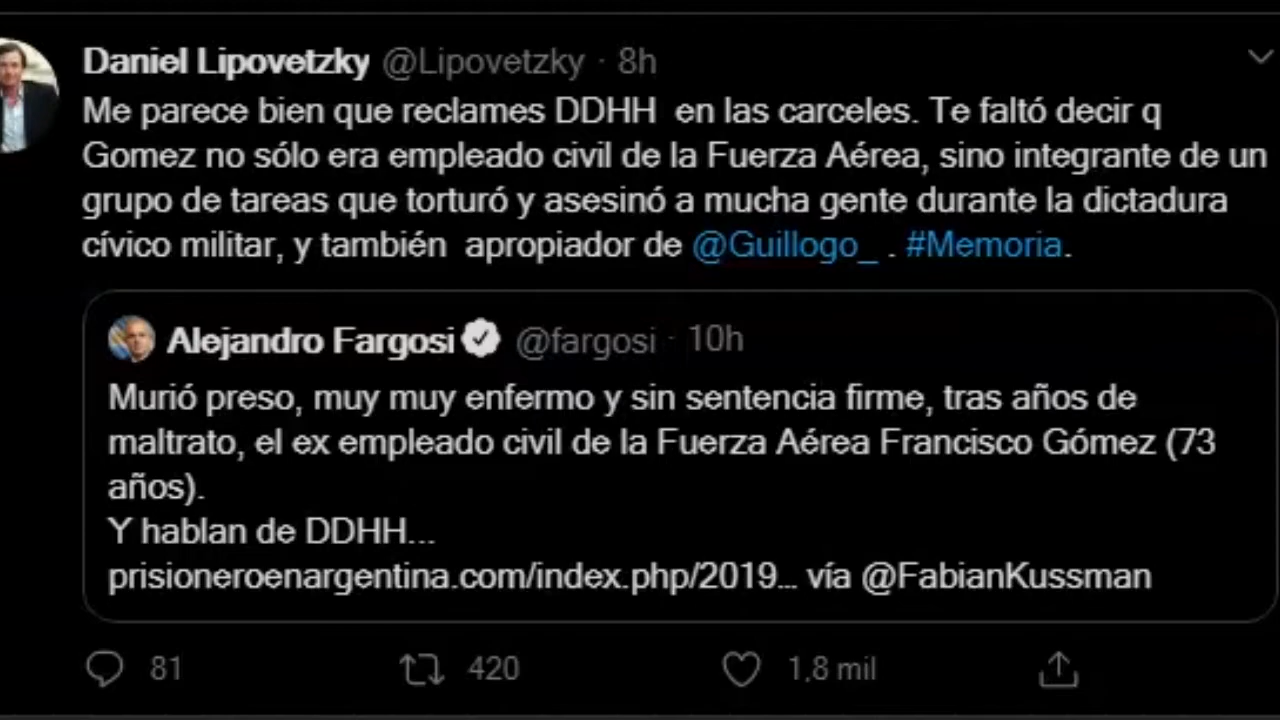 Daniel Lipovetzky @Lipovetzky · 8h
Me parece bien que reclames DDHH  en las carceles. Te faltó decir q
Gomez no sólo era empleado civil de la Fuerza Aérea, sino integrante de un
grupo de tareas que torturó y asesinó a mucha gente durante la dictadura
cívico militar, y también  apropiador de @Guillogo_ . #Memoria.
Alejandro Fargosi @fargosi · 10h
Murió preso, muy muy enfermo y sin sentencia firme, tras años de
maltrato, el ex empleado civil de la Fuerza Aérea Francisco Gómez (73
años).
Y hablan de DDHH...
prisioneroenargentina.com/index.php/2019... vía @FabianKussman
81 420 1,8 mil